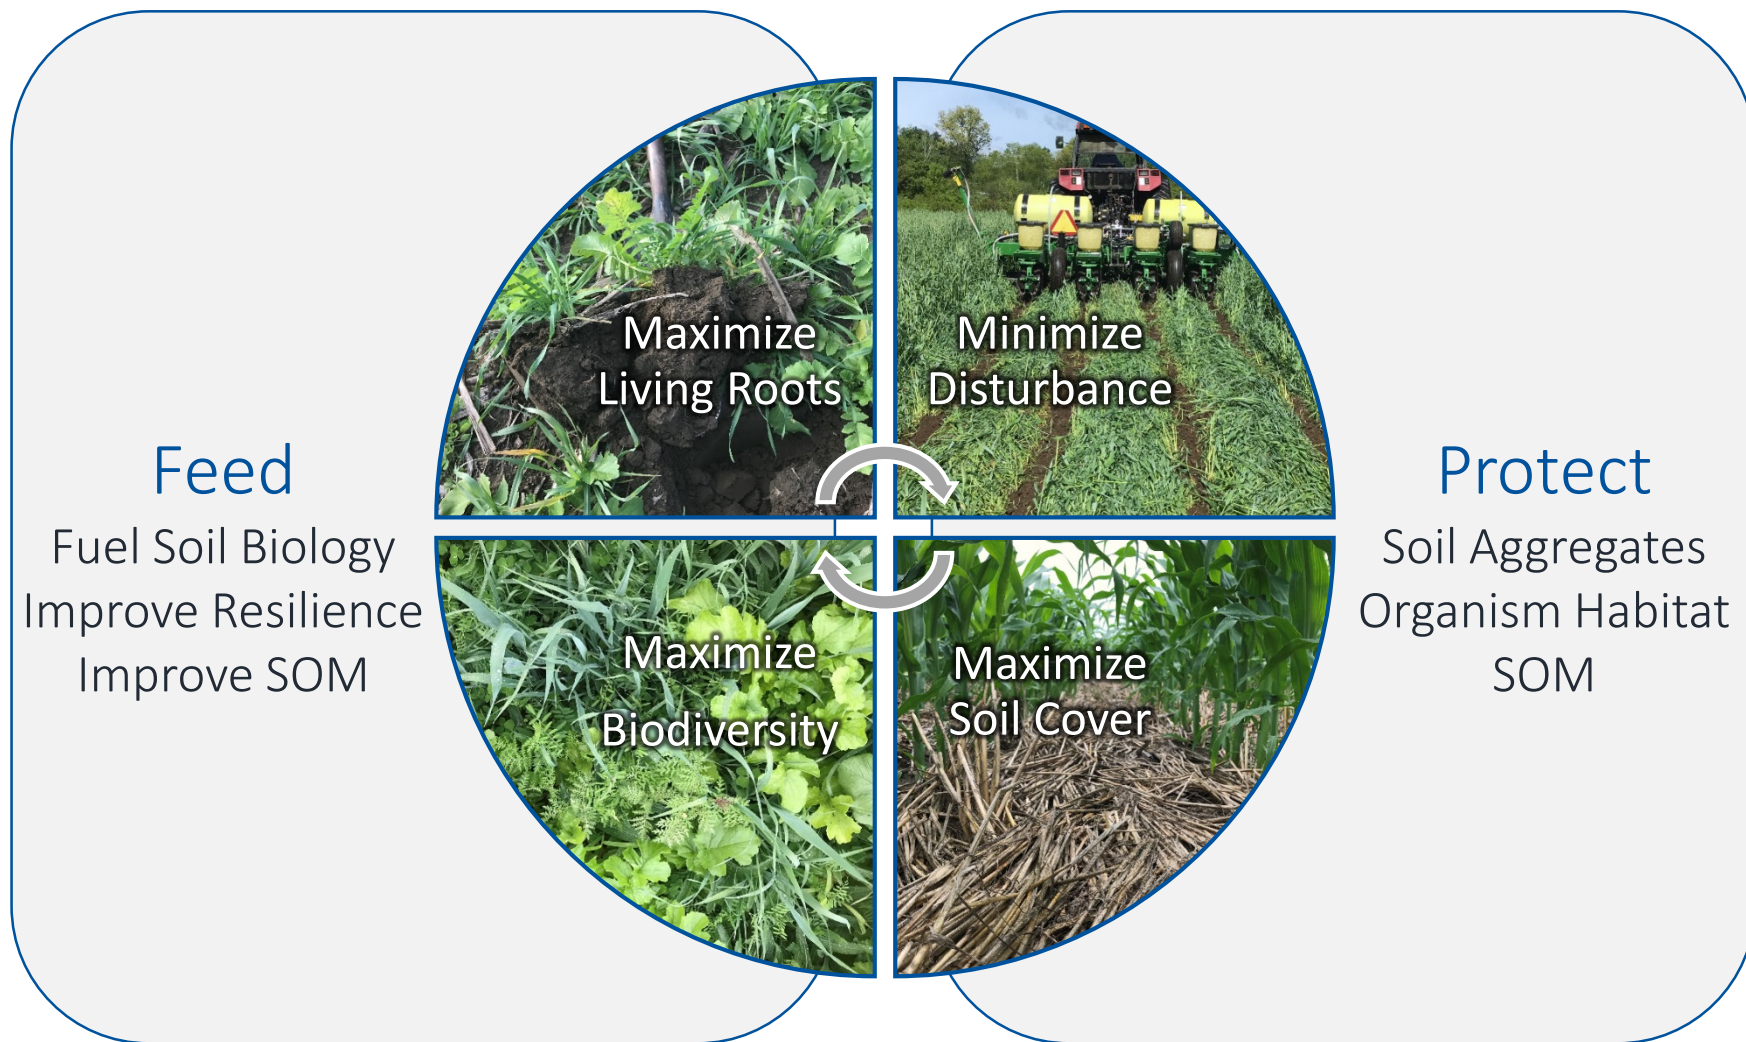 Feed
Fuel Soil Biology
Improve Resilience
Improve SOM
Maximize
Living Roots
Minimize
Disturbance
Maximize
Biodiversity
Maximize
Soil Cover
Protect
Soil Aggregates
Organism Habitat
SOM